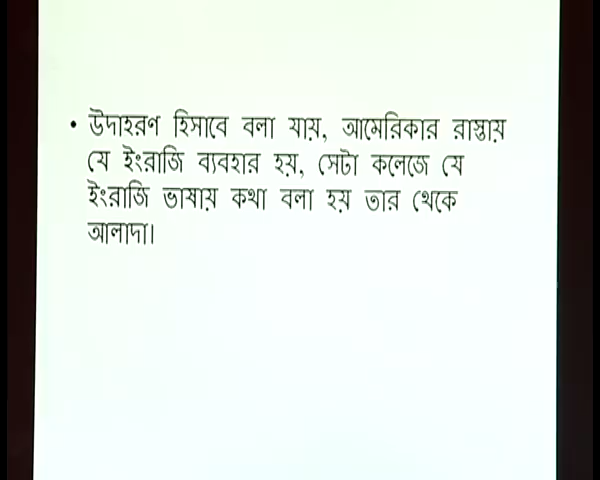 • উদাহরণ হিসাবে বলা যায়, আমেরিকার রাস্তায়
যে ইংরাজি ব্যবহার হয়, সেটা কলেজে যে
ইংরাজি ভাষায় কথা বলা হয় তার থেকে
আলাদা।